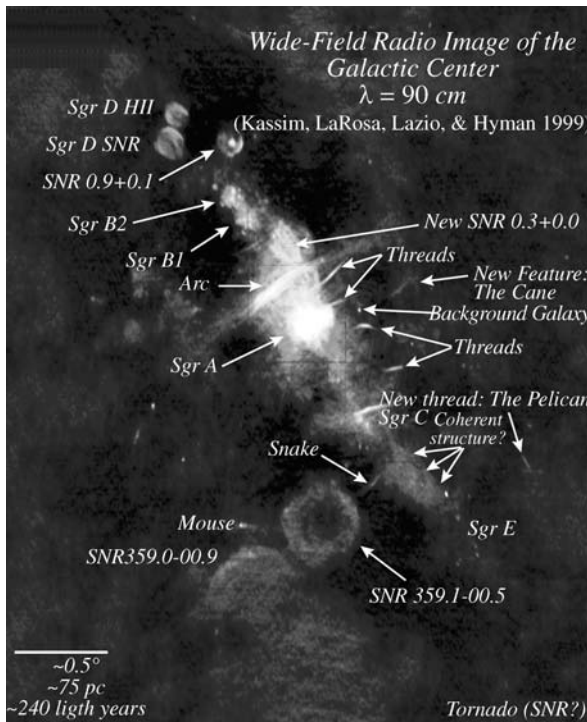 Wide-Field Radio Image of the
Galactic Center
λ = 90 cm
(Kassim, LaRosa, Lazio, & Hyman 1999)
Sgr D HII
Sgr D SNR
SNR 0.9+0.1
Sgr B2
New SNR 0.3+0.0
Sgr B1
Threads
New Feature:
The Cane
Arc
Background Galaxy
Threads
Sgr A
New thread: The Pelican
Sgr C
Coherent
structure?
Snake
Mouse
Sgr E
SNR359.0-00.9
SNR 359.1-00.5
~0.5°
~75 pc
~240 ligth years
Tornado (SNR?)